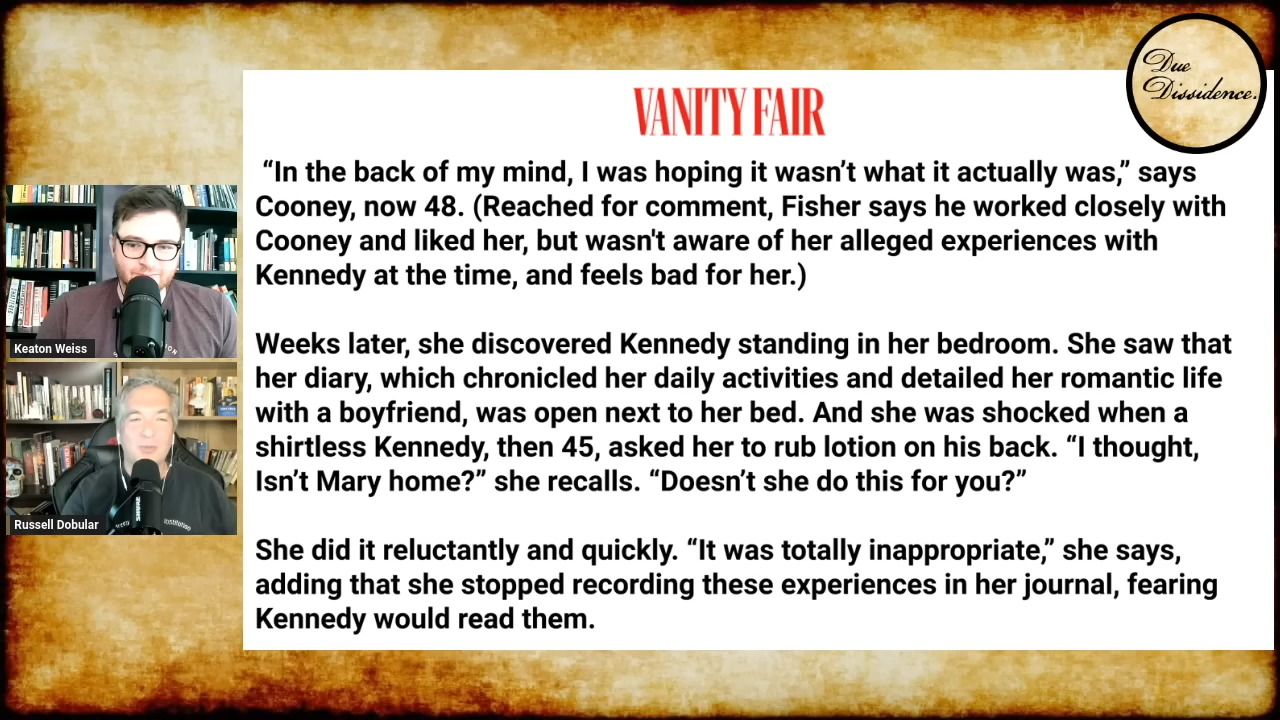 Due
Dissidence.
VANITY FAIR
“In the back of my mind, I was hoping it wasn’t what it actually was,” says
Cooney, now 48. (Reached for comment, Fisher says he worked closely with
Cooney and liked her, but wasn't aware of her alleged experiences with
Kennedy at the time, and feels bad for her.)
Weeks later, she discovered Kennedy standing in her bedroom. She saw that
her diary, which chronicled her daily activities and detailed her romantic life
with a boyfriend, was open next to her bed. And she was shocked when a
shirtless Kennedy, then 45, asked her to rub lotion on his back. “I thought,
Isn’t Mary home?” she recalls. “Doesn’t she do this for you?”
She did it reluctantly and quickly. “It was totally inappropriate,” she says,
adding that she stopped recording these experiences in her journal, fearing
Kennedy would read them.
Keaton Weiss
Russell Dobular